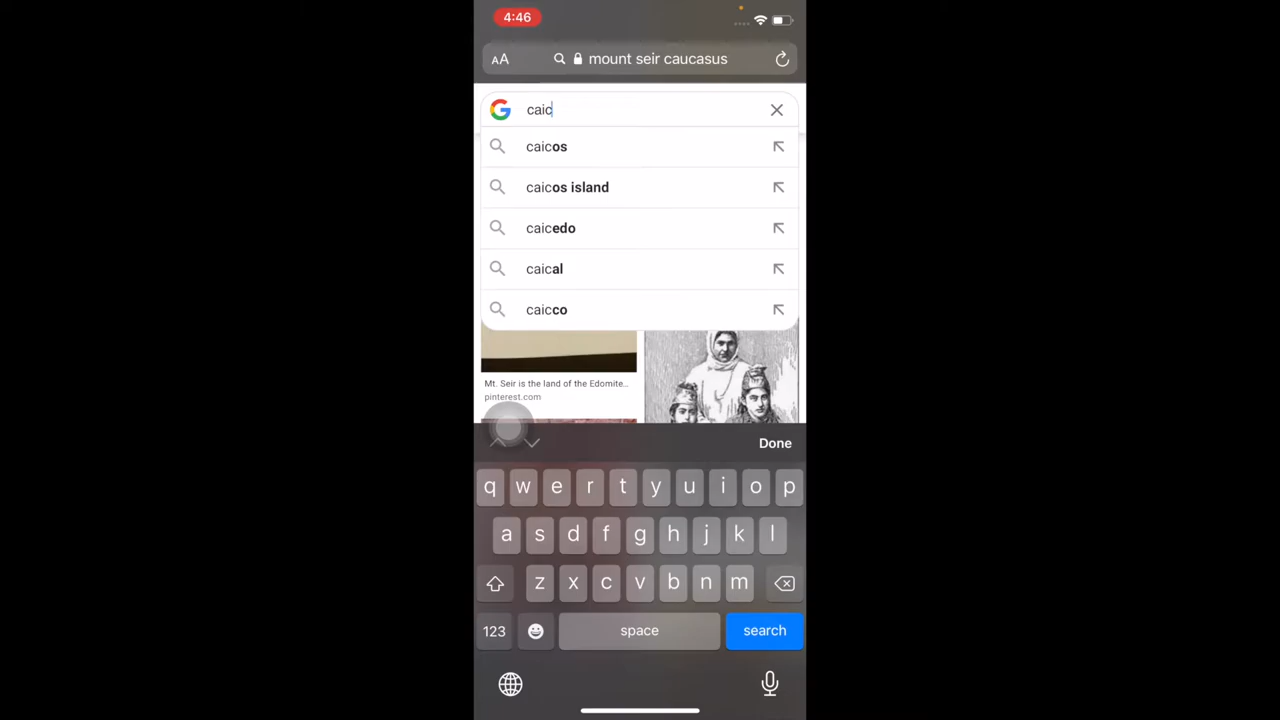 4:46
AA mount seir caucasus
caic
caicos
caicos island
caicedo
caical
caicco
Mt. Seir is the land of the Edomite...
pinterest.com
Done
q w e r t y u i o p
a s d f g h j k l
z x c v b n m
123 space search